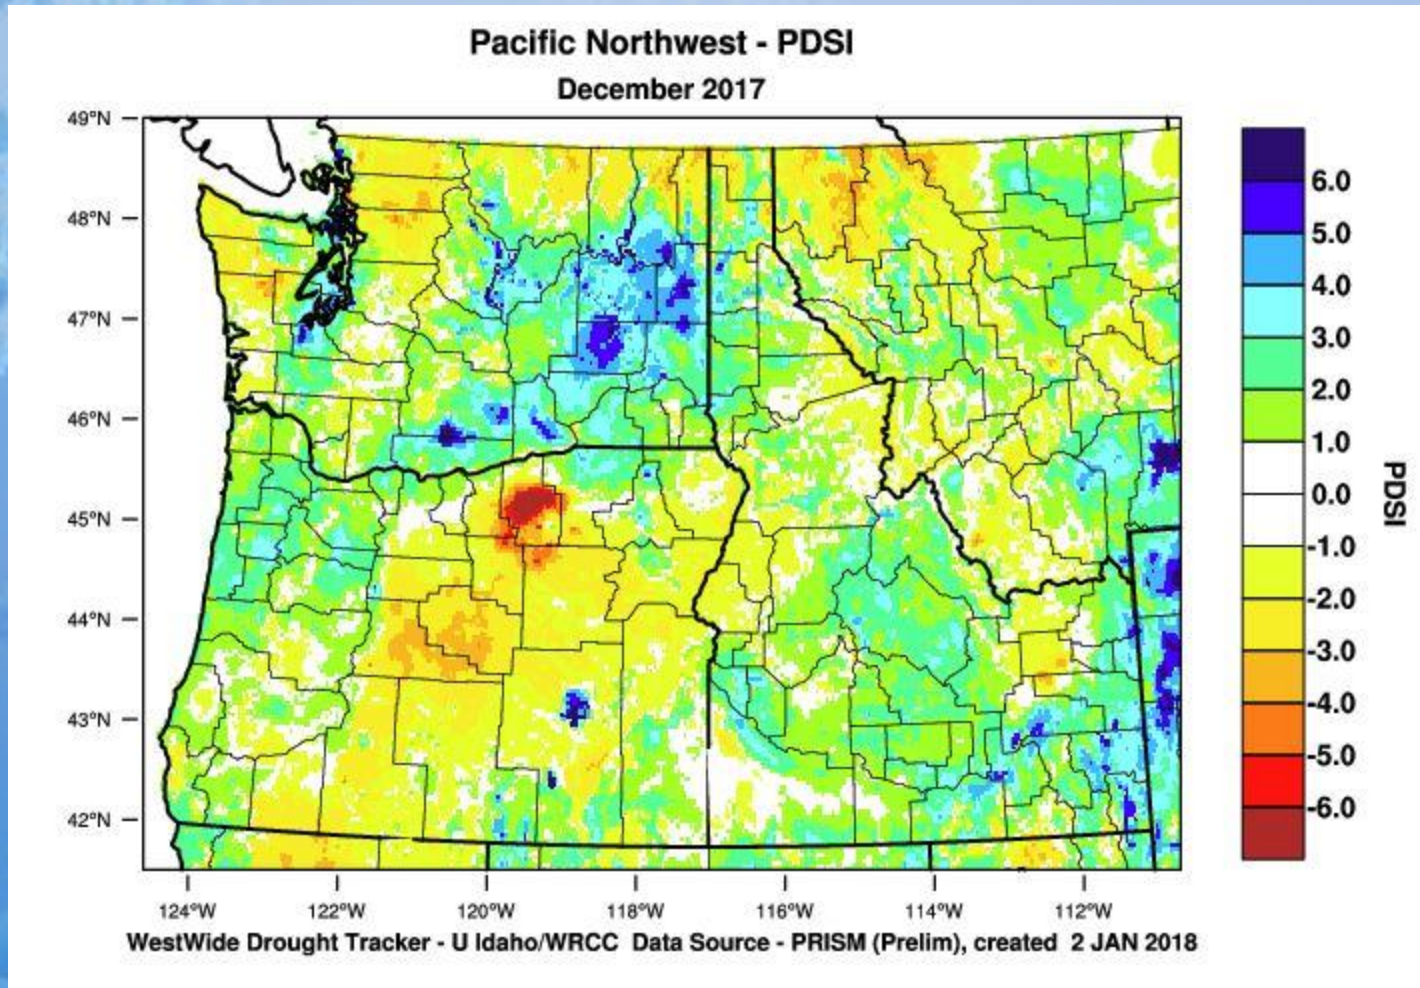 Pacific Northwest - PDSI
December 2017
49°N
48°N
47°N
46°N
45°N
44°N
43°N
42°N
124°W 122°W 120°W 118°W 116°W 114°W 112°W
6.0
5.0
4.0
3.0
2.0
1.0
0.0
-1.0
-2.0
-3.0
-4.0
-5.0
-6.0
PDSI
WestWide Drought Tracker - U Idaho/WRCC Data Source - PRISM (Prelim), created 2 JAN 2018